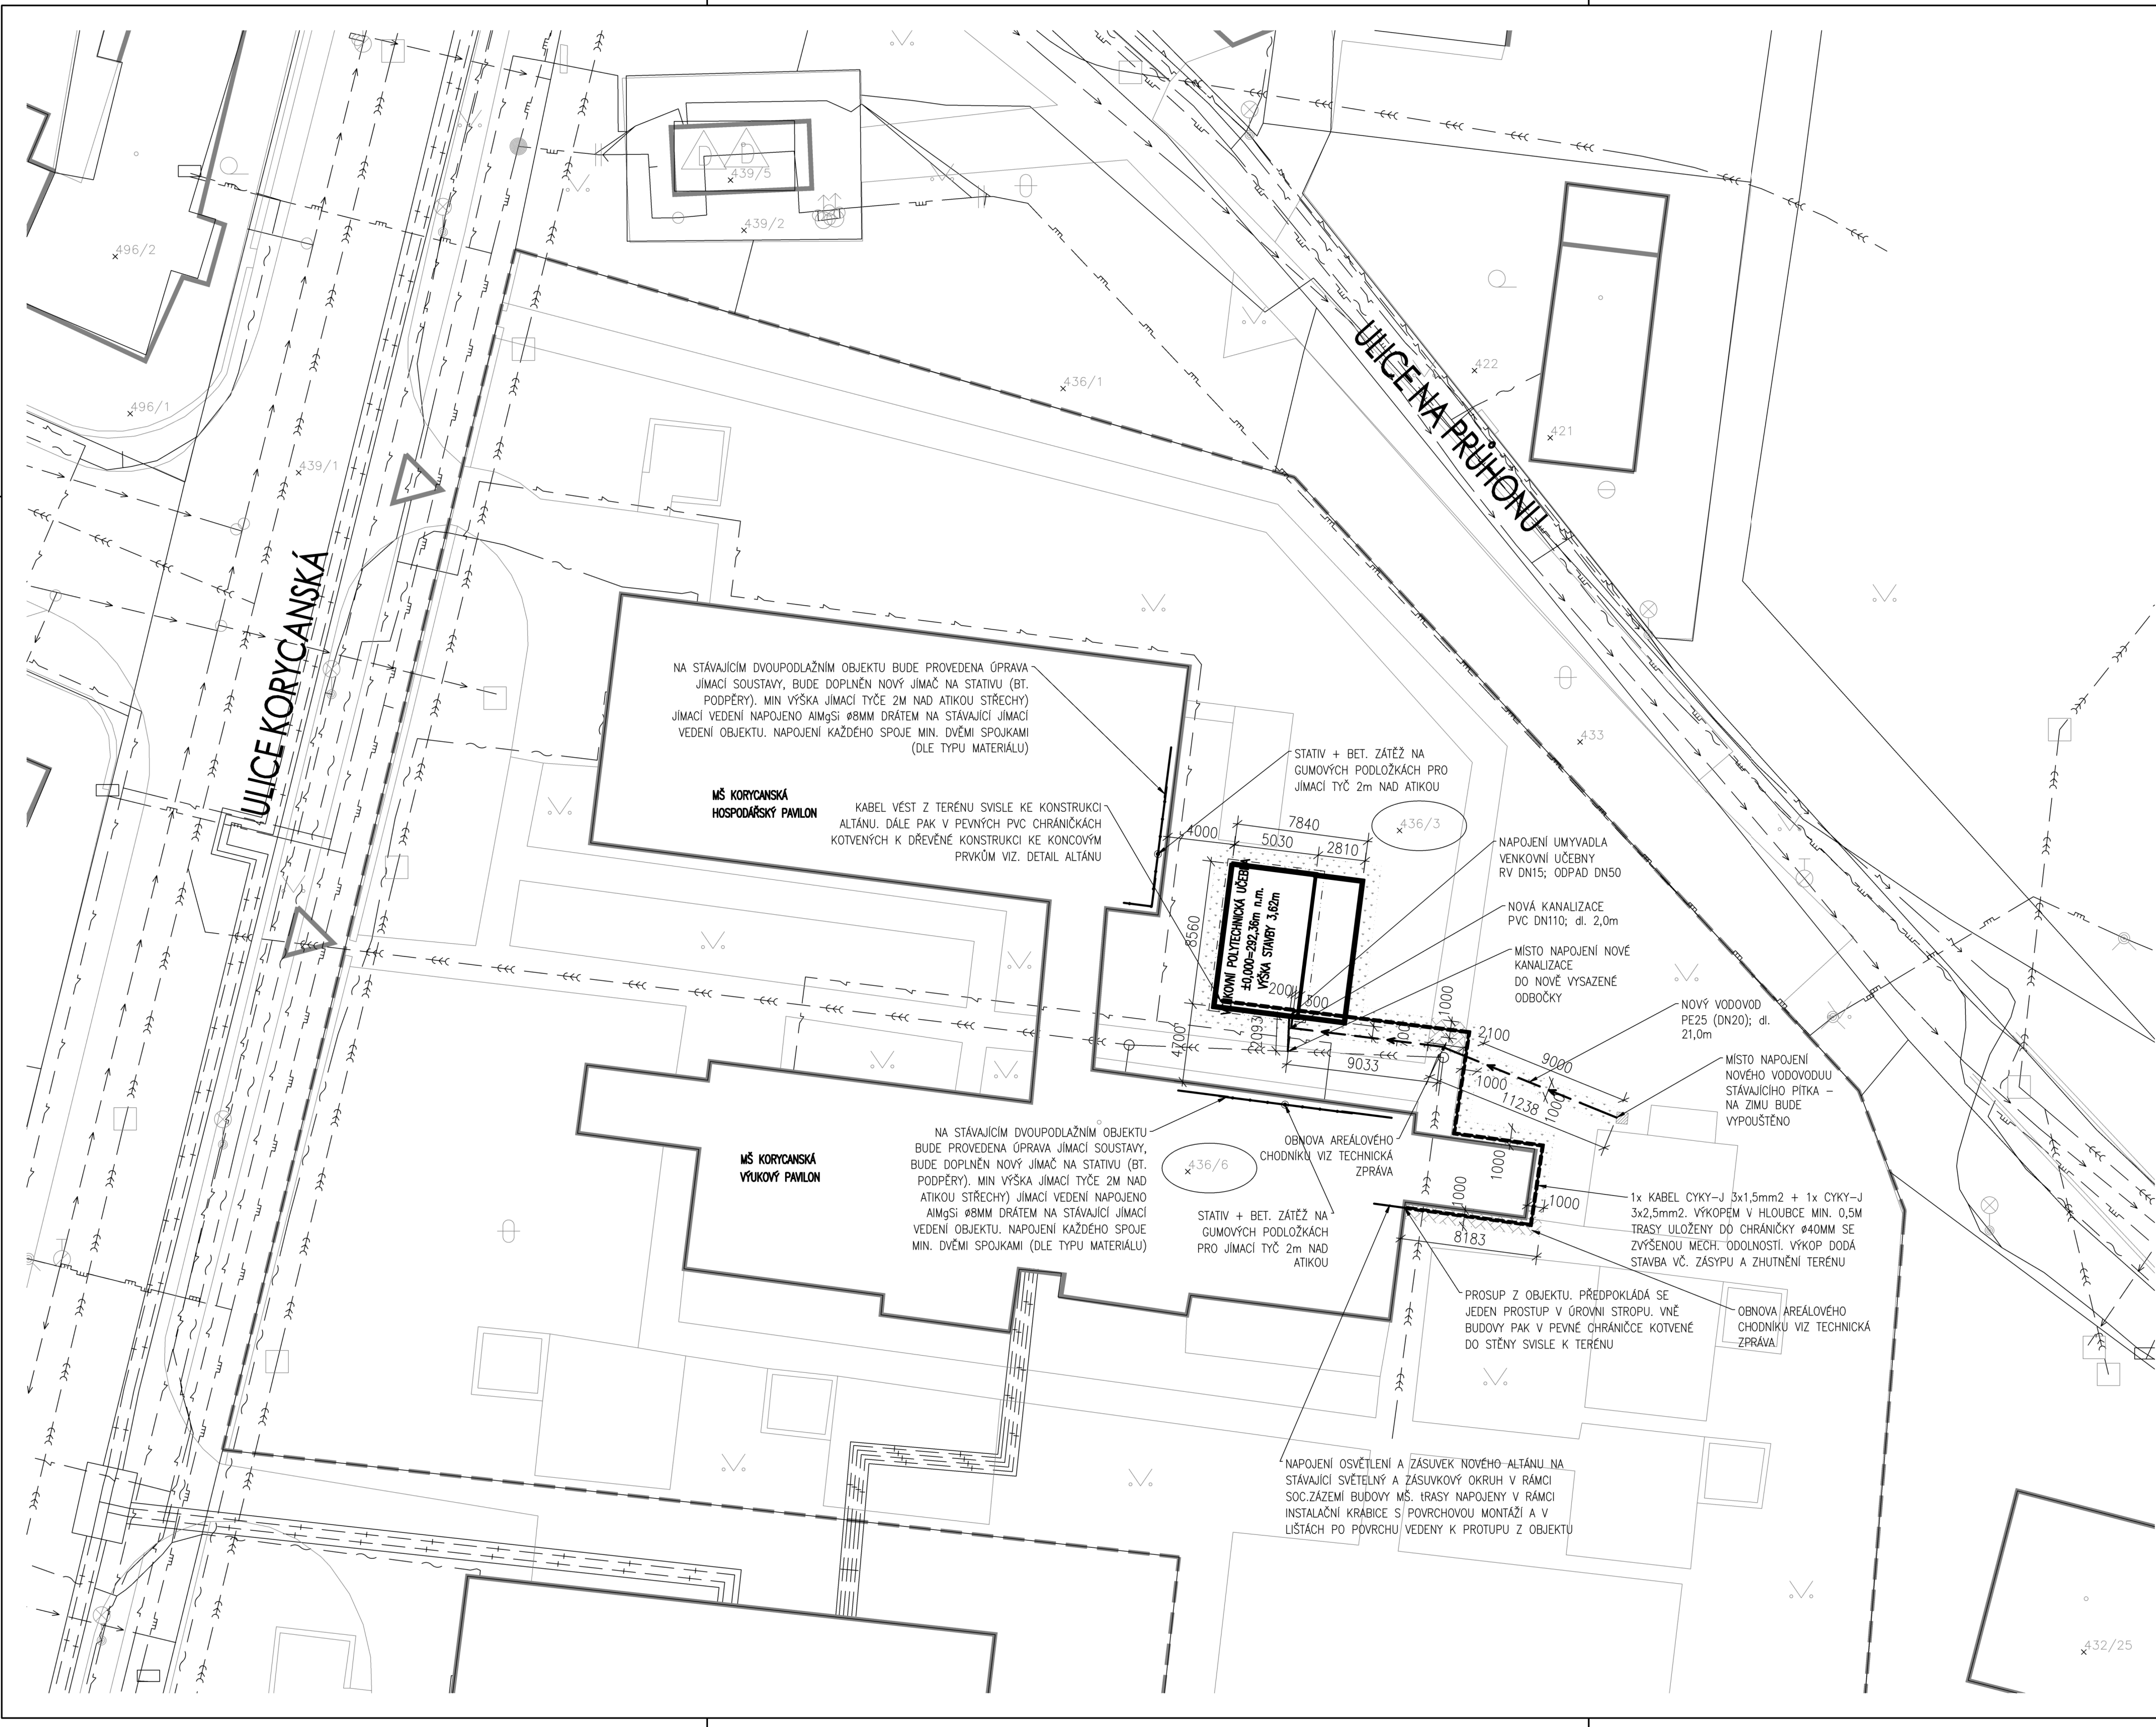 439/5
439/2
496/2
496/1
439/1
436/1
422
421
433
ULICE KORYCANSKÁ
ULICE NA PRŮHONU
NA STÁVAJÍCÍM DVOUPODLAŽNÍM OBJEKTU BUDE PROVEDENA ÚPRAVA
JÍMACÍ SOUSTAVY, BUDE DOPLNĚN NOVÝ JÍMAČ NA STATIVU (BT.
PODPĚRY). MIN VÝŠKA JÍMACÍ TYČE 2M NAD ATIKOU STŘECHY)
JÍMACÍ VEDENÍ NAPOJENO AlMgSi ø8MM DRÁTEM NA STÁVAJÍCÍ JÍMACÍ
VEDENÍ OBJEKTU. NAPOJENÍ KAŽDÉHO SPOJE MIN. DVĚMI SPOJKAMI
(DLE TYPU MATERIÁLU)
MŠ KORYCANSKÁ
HOSPODÁŘSKÝ PAVILON
KABEL VÉST Z TERÉNU SVISLE KE KONSTRUKCI
ALTÁNU. DÁLE PAK V PEVNÝCH PVC CHRÁNIČKÁCH
KOTVENÝCH K DŘEVĚNÉ KONSTRUKCI KE KONCOVÝM
PRVKŮM VIZ. DETAIL ALTÁNU
STATIV + BET. ZÁTĚŽ NA
GUMOVÝCH PODLOŽKÁCH PRO
JÍMACÍ TYČ 2m NAD ATIKOU
436/3
4000
7840
5030
2810
8560
VENKOVNÍ POLYTECHNICKÁ UČEBNA
±0,000=292,36m n.m.
VÝŠKA STAVBY 3,62m
200
300
1000
2093
4700
2100
9033
9000
1000
11238
1000
NAPOJENÍ UMYVADLA
VENKOVNÍ UČEBNY
RV DN15; ODPAD DN50
NOVÁ KANALIZACE
PVC DN110; dl. 2,0m
MÍSTO NAPOJENÍ NOVÉ
KANALIZACE
DO NOVĚ VYSAZENÉ
ODBOČKY
NOVÝ VODOVOD
PE25 (DN20); dl.
21,0m
MÍSTO NAPOJENÍ
NOVÉHO VODOVODUU
STÁVAJÍCÍHO PÍTKA –
NA ZIMU BUDE
VYPOUŠTĚNO
MŠ KORYCANSKÁ
VÝUKOVÝ PAVILON
NA STÁVAJÍCÍM DVOUPODLAŽNÍM OBJEKTU
BUDE PROVEDENA ÚPRAVA JÍMACÍ SOUSTAVY,
BUDE DOPLNĚN NOVÝ JÍMAČ NA STATIVU (BT.
PODPĚRY). MIN VÝŠKA JÍMACÍ TYČE 2M NAD
ATIKOU STŘECHY) JÍMACÍ VEDENÍ NAPOJENO
AlMgSi ø8MM DRÁTEM NA STÁVAJÍCÍ JÍMACÍ
VEDENÍ OBJEKTU. NAPOJENÍ KAŽDÉHO SPOJE
MIN. DVĚMI SPOJKAMI (DLE TYPU MATERIÁLU)
436/6
OBNOVA AREÁLOVÉHO
CHODNÍKU VIZ TECHNICKÁ
ZPRÁVA
STATIV + BET. ZÁTĚŽ NA
GUMOVÝCH PODLOŽKÁCH
PRO JÍMACÍ TYČ 2m NAD
ATIKOU
1000
1000
1000
8183
1x KABEL CYKY–J 3x1,5mm2 + 1x CYKY–J
3x2,5mm2. VÝKOPEM V HLOUBCE MIN. 0,5M
TRASY ULOŽENY DO CHRÁNIČKY ø40MM SE
ZVÝŠENOU MECH. ODOLNOSTÍ. VÝKOP DODÁ
STAVBA VČ. ZÁSYPU A ZHUTNĚNÍ TERÉNU
PROSUP Z OBJEKTU. PŘEDPOKLÁDÁ SE
JEDEN PROSTUP V ÚROVNI STROPU. VNĚ
BUDOVY PAK V PEVNÉ CHRÁNIČCE KOTVENÉ
DO STĚNY SVISLE K TERÉNU
OBNOVA AREÁLOVÉHO
CHODNÍKU VIZ TECHNICKÁ
ZPRÁVA
NAPOJENÍ OSVĚTLENÍ A ZÁSUVEK NOVÉHO ALTÁNU NA
STÁVAJÍCÍ SVĚTELNÝ A ZÁSUVKOVÝ OKRUH V RÁMCI
SOC.ZÁZEMÍ BUDOVY MŠ. tRASY NAPOJENY V RÁMCI
INSTALAČNÍ KRABICE S POVRCHOVOU MONTÁŽÍ A V
LIŠTÁCH PO POVRCHU VEDENY K PROTUPU Z OBJEKTU
432/25